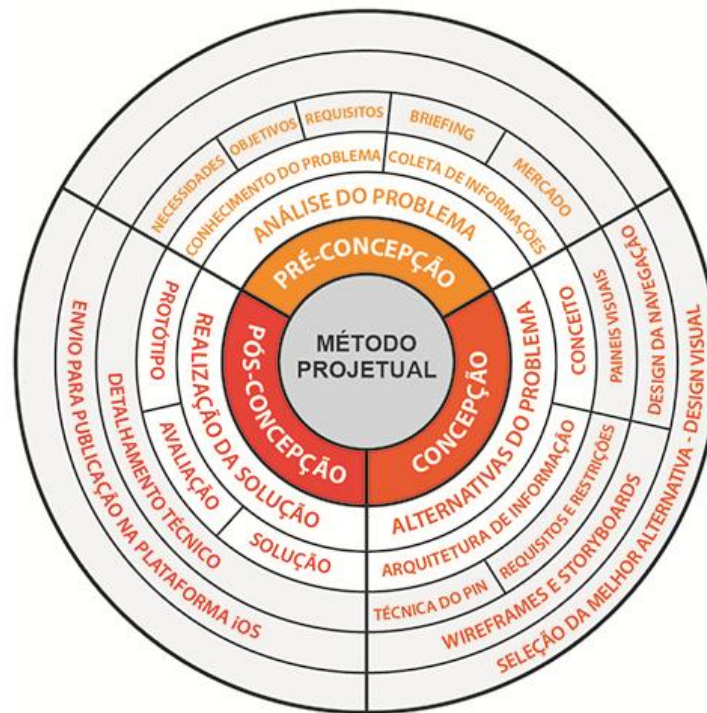 MÉTODO
PROJETUAL
PRÉ-CONCEPÇÃO
ANÁLISE DO PROBLEMA
CONHECIMENTO DO PROBLEMA
COLETA DE INFORMAÇÕES
NECESSIDADES
OBJETIVOS
REQUISITOS
BRIEFING
MERCADO
CONCEPÇÃO
ALTERNATIVAS DO PROBLEMA
CONCEITO
ARQUITETURA DE INFORMAÇÃO
PAINEIS VISUAIS
REQUISITOS E RESTRIÇÕES
TÉCNICA DO PIN
DESIGN DA NAVEGAÇÃO
WIREFRAMES E STORYBOARDS
SELEÇÃO DA MELHOR ALTERNATIVA - DESIGN VISUAL
PÓS-CONCEPÇÃO
REALIZAÇÃO DA SOLUÇÃO
PROTÓTIPO
AVALIAÇÃO
SOLUÇÃO
DETALHAMENTO TÉCNICO
ENVIO PARA PUBLICAÇÃO NA PLATAFORMA iOS